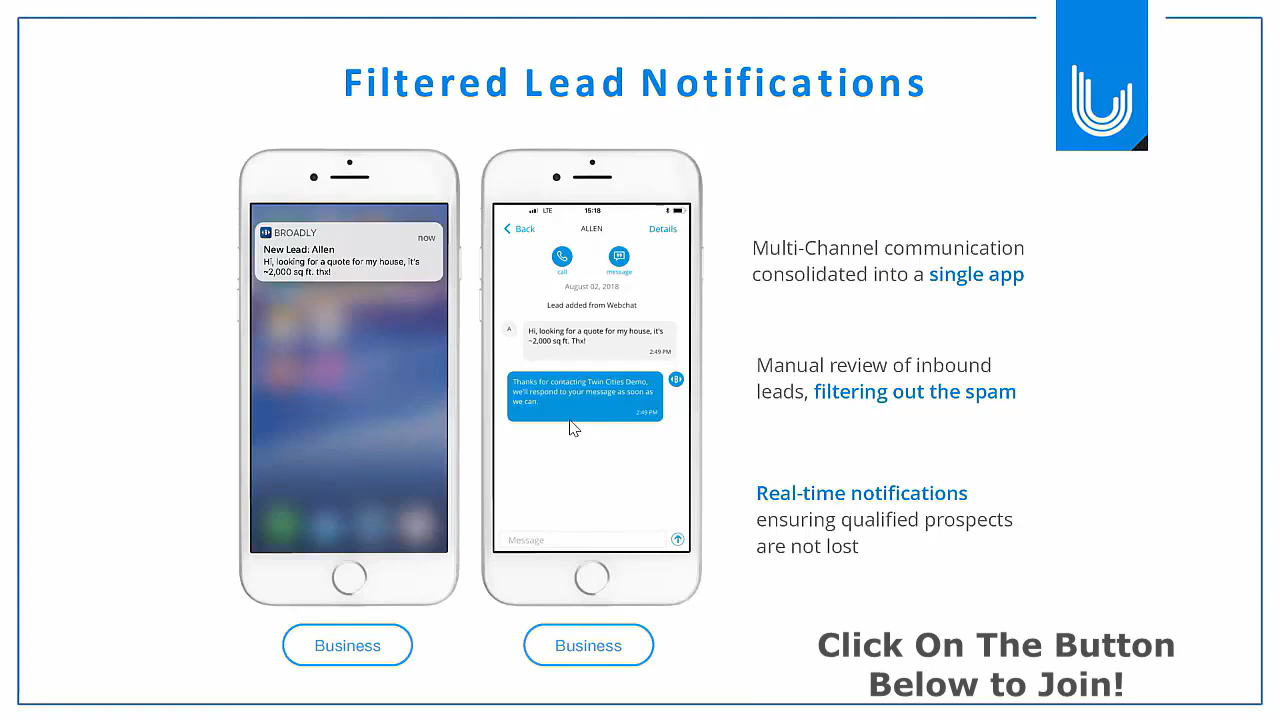 Filtered Lead Notifications
BROADLY
now
New Lead: Allen
Hi, looking for a quote for my house, it's
~2,000 sq ft. thx!
LTE
15:18
Back
ALLEN
Details
call
message
August 02, 2018
Lead added from Webchat
A
Hi, looking for a quote for my house, it's
~2,000 sq ft. Thx!
2:49 PM
Thanks for contacting Twin Cities Demo,
we'll respond to your message as soon as
we can.
2:49 PM
Message
Business
Business
Multi-Channel communication
consolidated into a single app
Manual review of inbound
leads, filtering out the spam
Real-time notifications
ensuring qualified prospects
are not lost
Click On The Button
Below to Join!